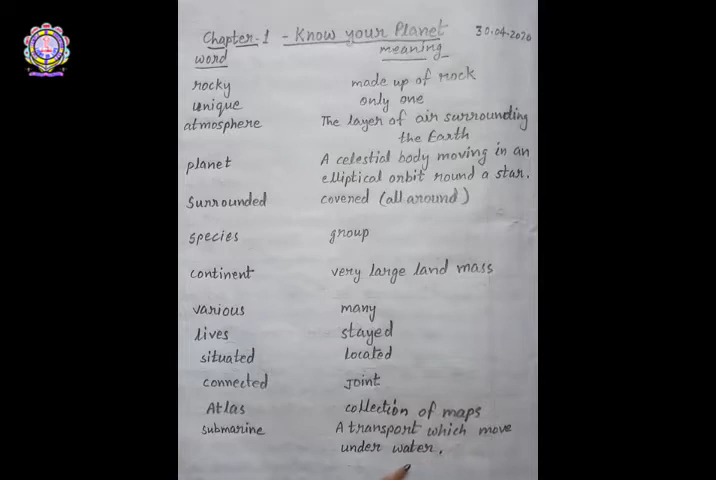 Chapter-1 - Know your Planet 30.04.2020
word meaning
rocky made up of rock
unique only one
atmosphere The layer of air surrounding
the Earth
planet A celestial body moving in an
elliptical orbit round a star.
Surrounded covered (all around)
species group
continent very large land mass
various many
lives stayed
situated Located
connected Joint
Atlas collection of maps
submarine A transport which move
under water.